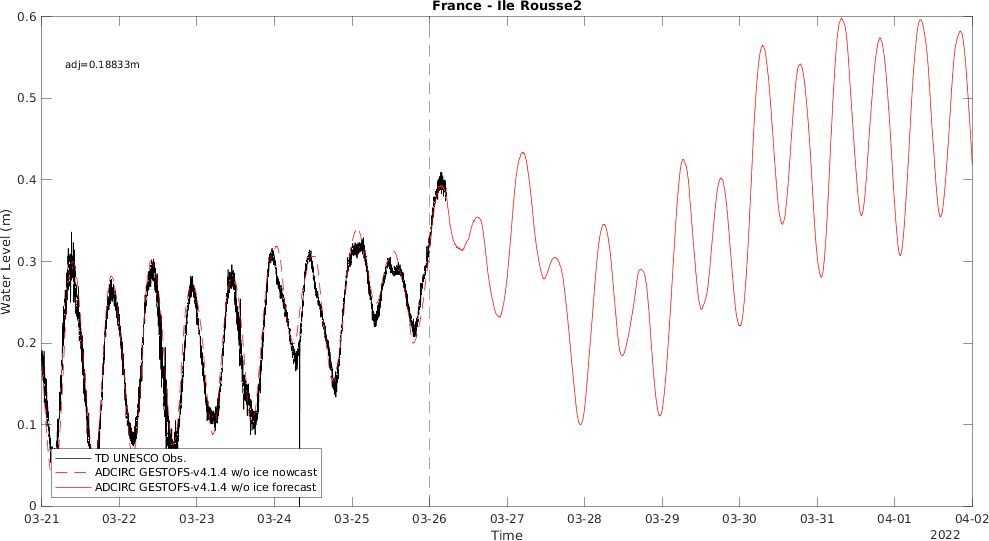 France - Ile Rousse2
adj=0.18833m
Water Level (m)
0.6
0.5
0.4
0.3
0.2
0.1
0
TD UNESCO Obs.
ADCIRC GESTOFS-v4.1.4 w/o ice nowcast
ADCIRC GESTOFS-v4.1.4 w/o ice forecast
03-21 03-22 03-23 03-24 03-25 03-26 03-27 03-28 03-29 03-30 03-31 04-01 04-02
Time
2022